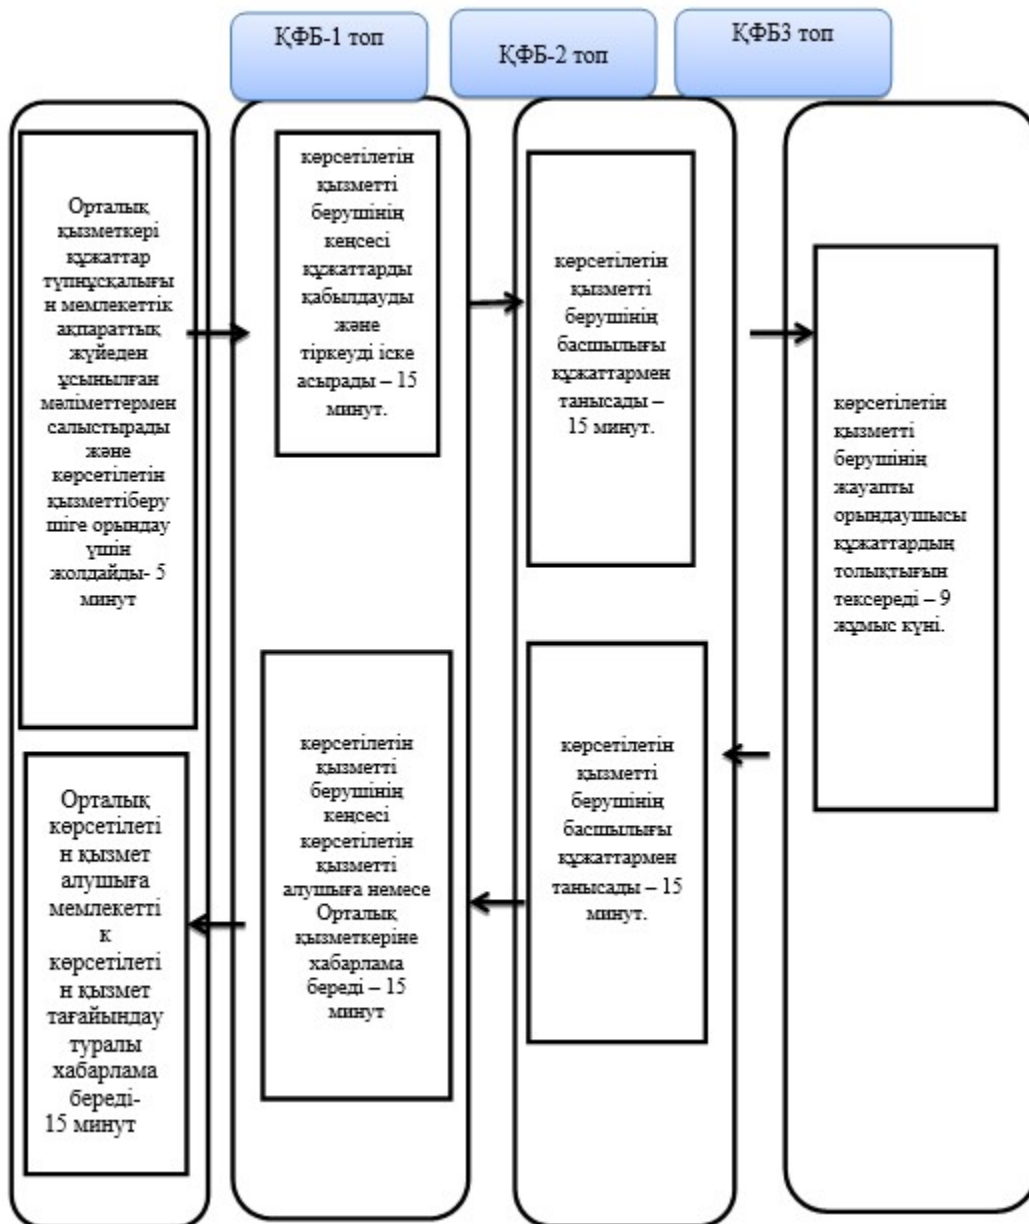 ҚФБ-1 топ
ҚФБ-2 топ
ҚФБ3 топ
Орталық
қызметкері
құжаттар
түпнұсқалығы
н мемлекеттік
ақпараттық
жүйеден
ұсынылған
мәліметтермен
салыстырады
және
көрсетілетін
қызметтіберу
шіге орындау
үшін
жолдайды- 5
минут
көрсетілетін
қызметті
берушінің
кеңсесі
құжаттарды
қабылдауды
және
тіркеуді іске
асырады – 15
минут.
көрсетілетін
қызметті
берушінің
басшылығы
құжаттармен
танысады –
15 минут.
көрсетілетін
қызметті
берушінің
жауапты
орындаушысы
құжаттардың
толықтығын
тексереді – 9
жұмыс күні.
көрсетілетін
қызметті
берушінің
басшылығы
құжаттармен
танысады – 15
минут.
көрсетілетін
қызметті
берушінің
кеңсесі
көрсетілетін
қызметті
алушыға немесе
Орталық
қызметкеріне
хабарлама
береді – 15
минут
Орталық
көрсетілеті
н қызмет
алушыға
мемлекетті
к
көрсетілеті
н қызмет
тағайындау
туралы
хабарлама
береді-
15 минут